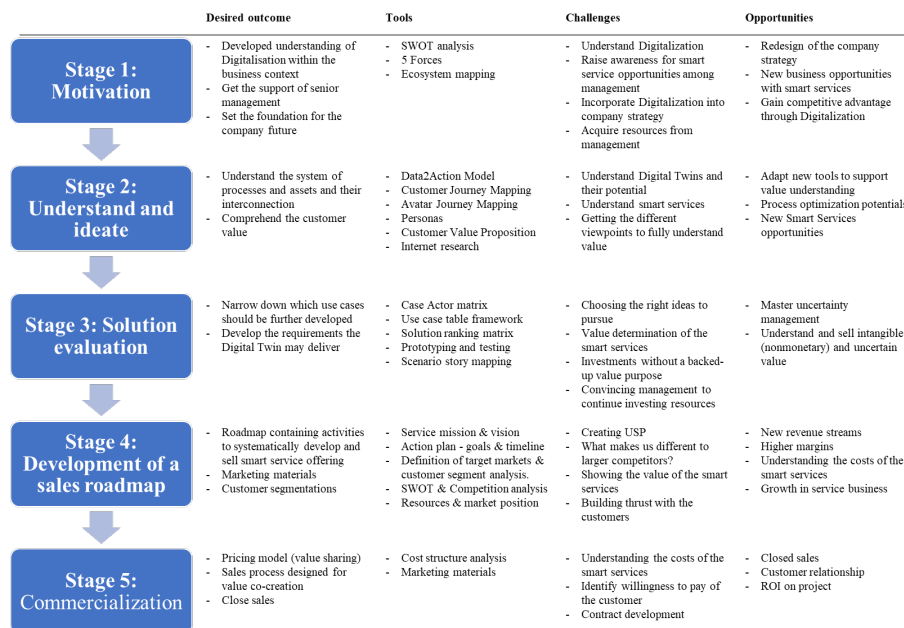 Desired outcome Tools Challenges Opportunities
Stage 1:
Motivation
- Developed understanding of
Digitalisation within the
business context
- Get the support of senior
management
- Set the foundation for the
company future
- SWOT analysis
- 5 Forces
- Ecosystem mapping
- Understand Digitalization
- Raise awareness for smart
service opportunities among
management
- Incorporate Digitalization into
company strategy
- Acquire resources from
management
- Redesign of the company
strategy
- New business opportunities
with smart services
- Gain competitive advantage
through Digitalization
Stage 2:
Understand and
ideate
- Understand the system of
processes and assets and their
interconnection
- Comprehend the customer
value
- Data2Action Model
- Customer Journey Mapping
- Avatar Journey Mapping
- Personas
- Customer Value Proposition
- Internet research
- Understand Digital Twins and
their potential
- Understand smart services
- Getting the different
viewpoints to fully understand
value
- Adapt new tools to support
value understanding
- Process optimization potentials
- New Smart Services
opportunities
Stage 3: Solution
evaluation
- Narrow down which use cases
should be further developed
- Develop the requirements the
Digital Twin may deliver
- Case Actor matrix
- Use case table framework
- Solution ranking matrix
- Prototyping and testing
- Scenario story mapping
- Choosing the right ideas to
pursue
- Value determination of the
smart services
- Investments without a backed-
up value purpose
- Convincing management to
continue investing resources
- Master uncertainty
management
- Understand and sell intangible
(nonmonetary) and uncertain
value
Stage 4:
Development of a
sales roadmap
- Roadmap containing activities
to systematically develop and
sell smart service offering
- Marketing materials
- Customer segmentations
- Service mission & vision
- Action plan - goals & timeline
- Definition of target markets &
customer segment analysis.
- SWOT & Competition analysis
- Resources & market position
- Creating USP
- What makes us different to
larger competitors?
- Showing the value of the smart
services
- Building thrust with the
customers
- New revenue streams
- Higher margins
- Understanding the costs of the
smart services
- Growth in service business
Stage 5:
Commercialization
- Pricing model (value sharing)
- Sales process designed for
value co-creation
- Close sales
- Cost structure analysis
- Marketing materials
- Understanding the costs of the
smart services
- Identify willingness to pay of
the customer
- Contract development
- Closed sales
- Customer relationship
- ROI on project